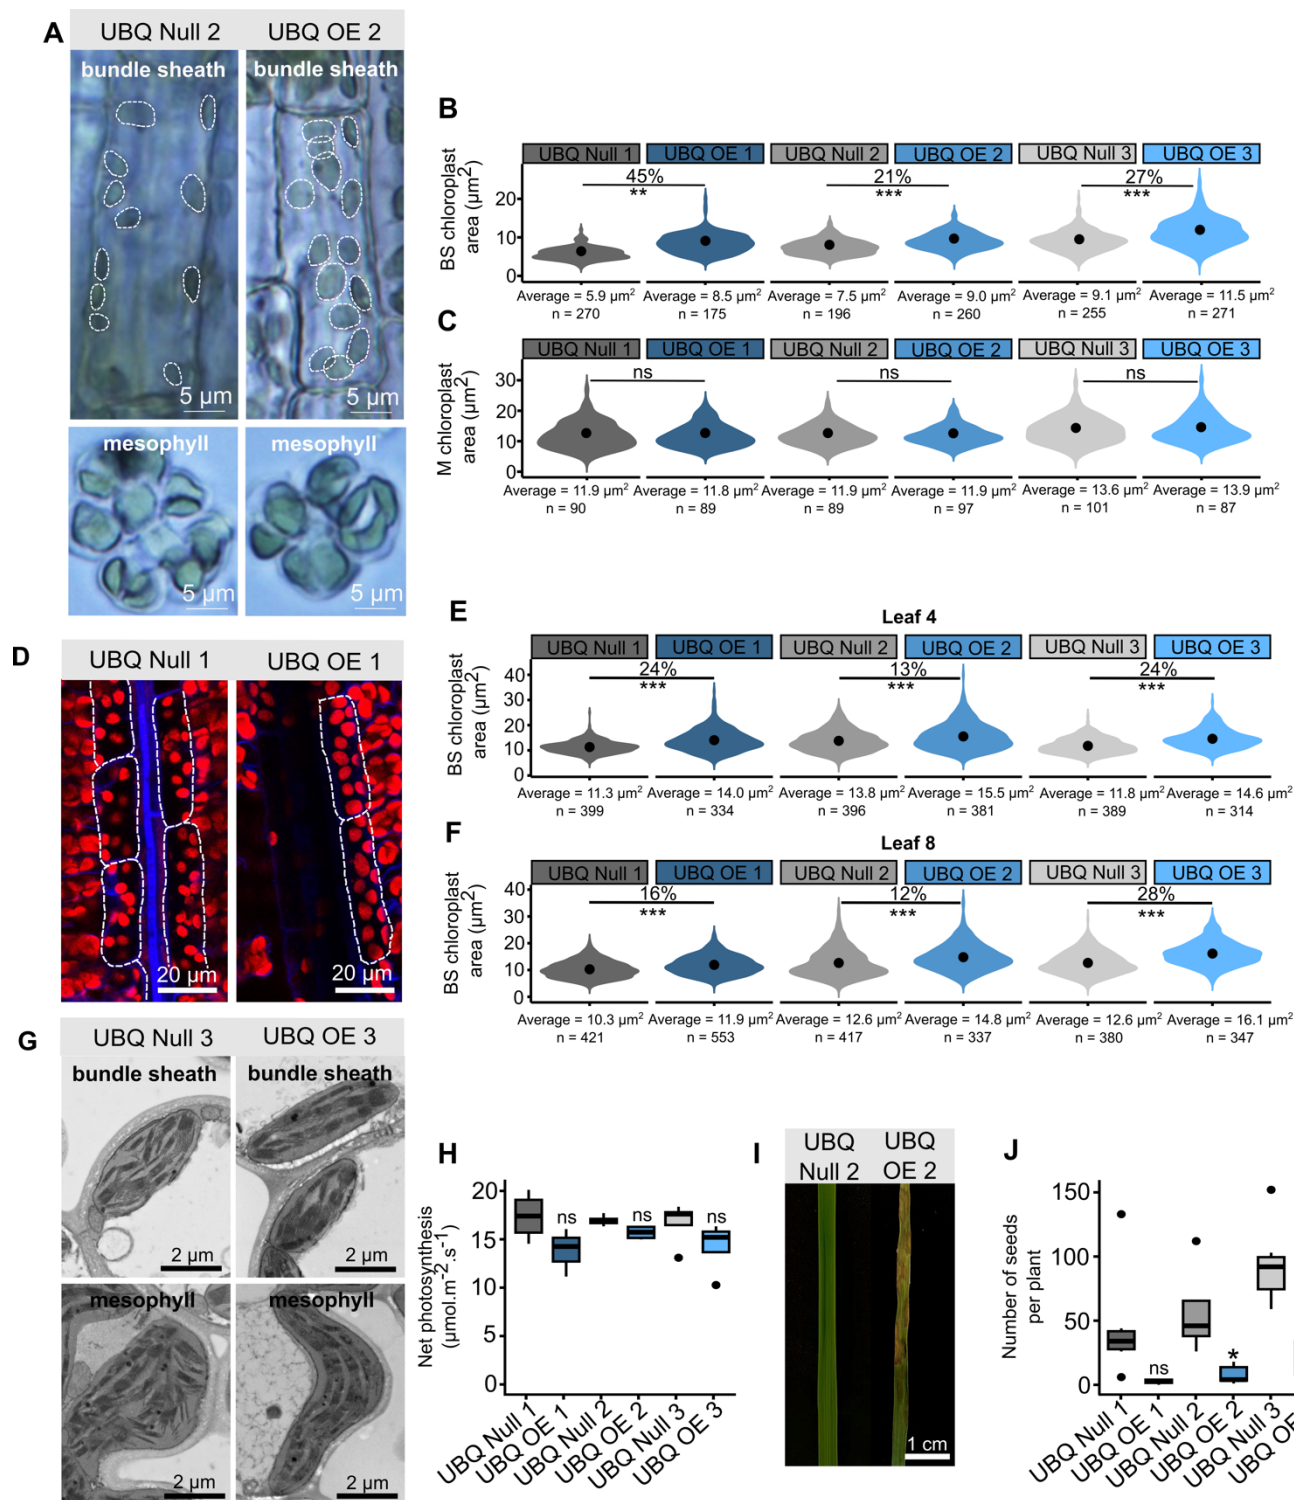 A
UBQ Null 2
UBQ OE 2
bundle sheath
bundle sheath
5 µm
5 µm
mesophyll
mesophyll
5 µm
5 µm
B
UBQ Null 1
UBQ OE 1
UBQ Null 2
UBQ OE 2
UBQ Null 3
UBQ OE 3
45%
**
21%
***
27%
***
BS chloroplast
area (µm²)
20
10
0
Average = 5.9 µm²
n = 270
Average = 8.5 µm²
n = 175
Average = 7.5 µm²
n = 196
Average = 9.0 µm²
n = 260
Average = 9.1 µm²
n = 255
Average = 11.5 µm²
n = 271
C
UBQ Null 1
UBQ OE 1
UBQ Null 2
UBQ OE 2
UBQ Null 3
UBQ OE 3
ns
ns
ns
M chloroplast
area (µm²)
30
20
10
0
Average = 11.9 µm²
n = 90
Average = 11.8 µm²
n = 89
Average = 11.9 µm²
n = 89
Average = 11.9 µm²
n = 97
Average = 13.6 µm²
n = 101
Average = 13.9 µm²
n = 87
D
UBQ Null 1
UBQ OE 1
20 µm
20 µm
E
Leaf 4
UBQ Null 1
UBQ OE 1
UBQ Null 2
UBQ OE 2
UBQ Null 3
UBQ OE 3
24%
***
13%
***
24%
***
BS chloroplast
area (µm²)
40
30
20
10
0
Average = 11.3 µm²
n = 399
Average = 14.0 µm²
n = 334
Average = 13.8 µm²
n = 396
Average = 15.5 µm²
n = 381
Average = 11.8 µm²
n = 389
Average = 14.6 µm²
n = 314
F
Leaf 8
UBQ Null 1
UBQ OE 1
UBQ Null 2
UBQ OE 2
UBQ Null 3
UBQ OE 3
16%
***
12%
***
28%
***
BS chloroplast
area (µm²)
40
30
20
10
0
Average = 10.3 µm²
n = 421
Average = 11.9 µm²
n = 553
Average = 12.6 µm²
n = 417
Average = 14.8 µm²
n = 337
Average = 12.6 µm²
n = 380
Average = 16.1 µm²
n = 347
G
UBQ Null 3
UBQ OE 3
bundle sheath
bundle sheath
2 µm
2 µm
mesophyll
mesophyll
2 µm
2 µm
H
Net photosynthesis
(µmol.m⁻².s⁻¹)
20
15
10
5
0
ns
ns
ns
UBQ Null 1
UBQ OE 1
UBQ Null 2
UBQ OE 2
UBQ Null 3
UBQ OE 3
I
UBQ
Null 2
UBQ
OE 2
1 cm
J
Number of seeds
per plant
150
100
50
0
ns
*
UBQ Null 1
UBQ OE 1
UBQ Null 2
UBQ OE 2
UBQ Null 3
UBQ OE